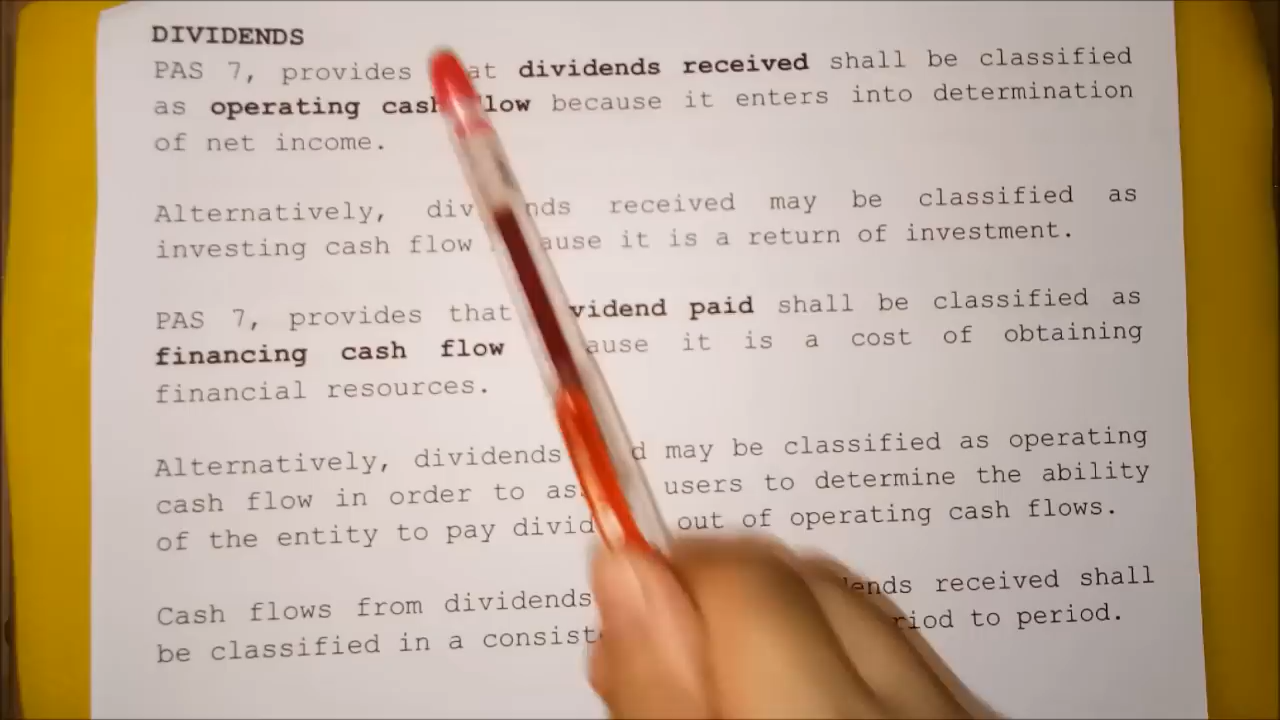 DIVIDENDS
PAS 7, provides at dividends received shall be classified
as operating cash low because it enters into determination
of net income.
Alternatively, div nds received may be classified as
investing cash flow ause it is a return of investment.
PAS 7, provides that vidend paid shall be classified as
financing cash flow ause it is a cost of obtaining
financial resources.
Alternatively, dividends d may be classified as operating
cash flow in order to as users to determine the ability
of the entity to pay divid out of operating cash flows.
Cash flows from dividends ends received shall
be classified in a consist riod to period.